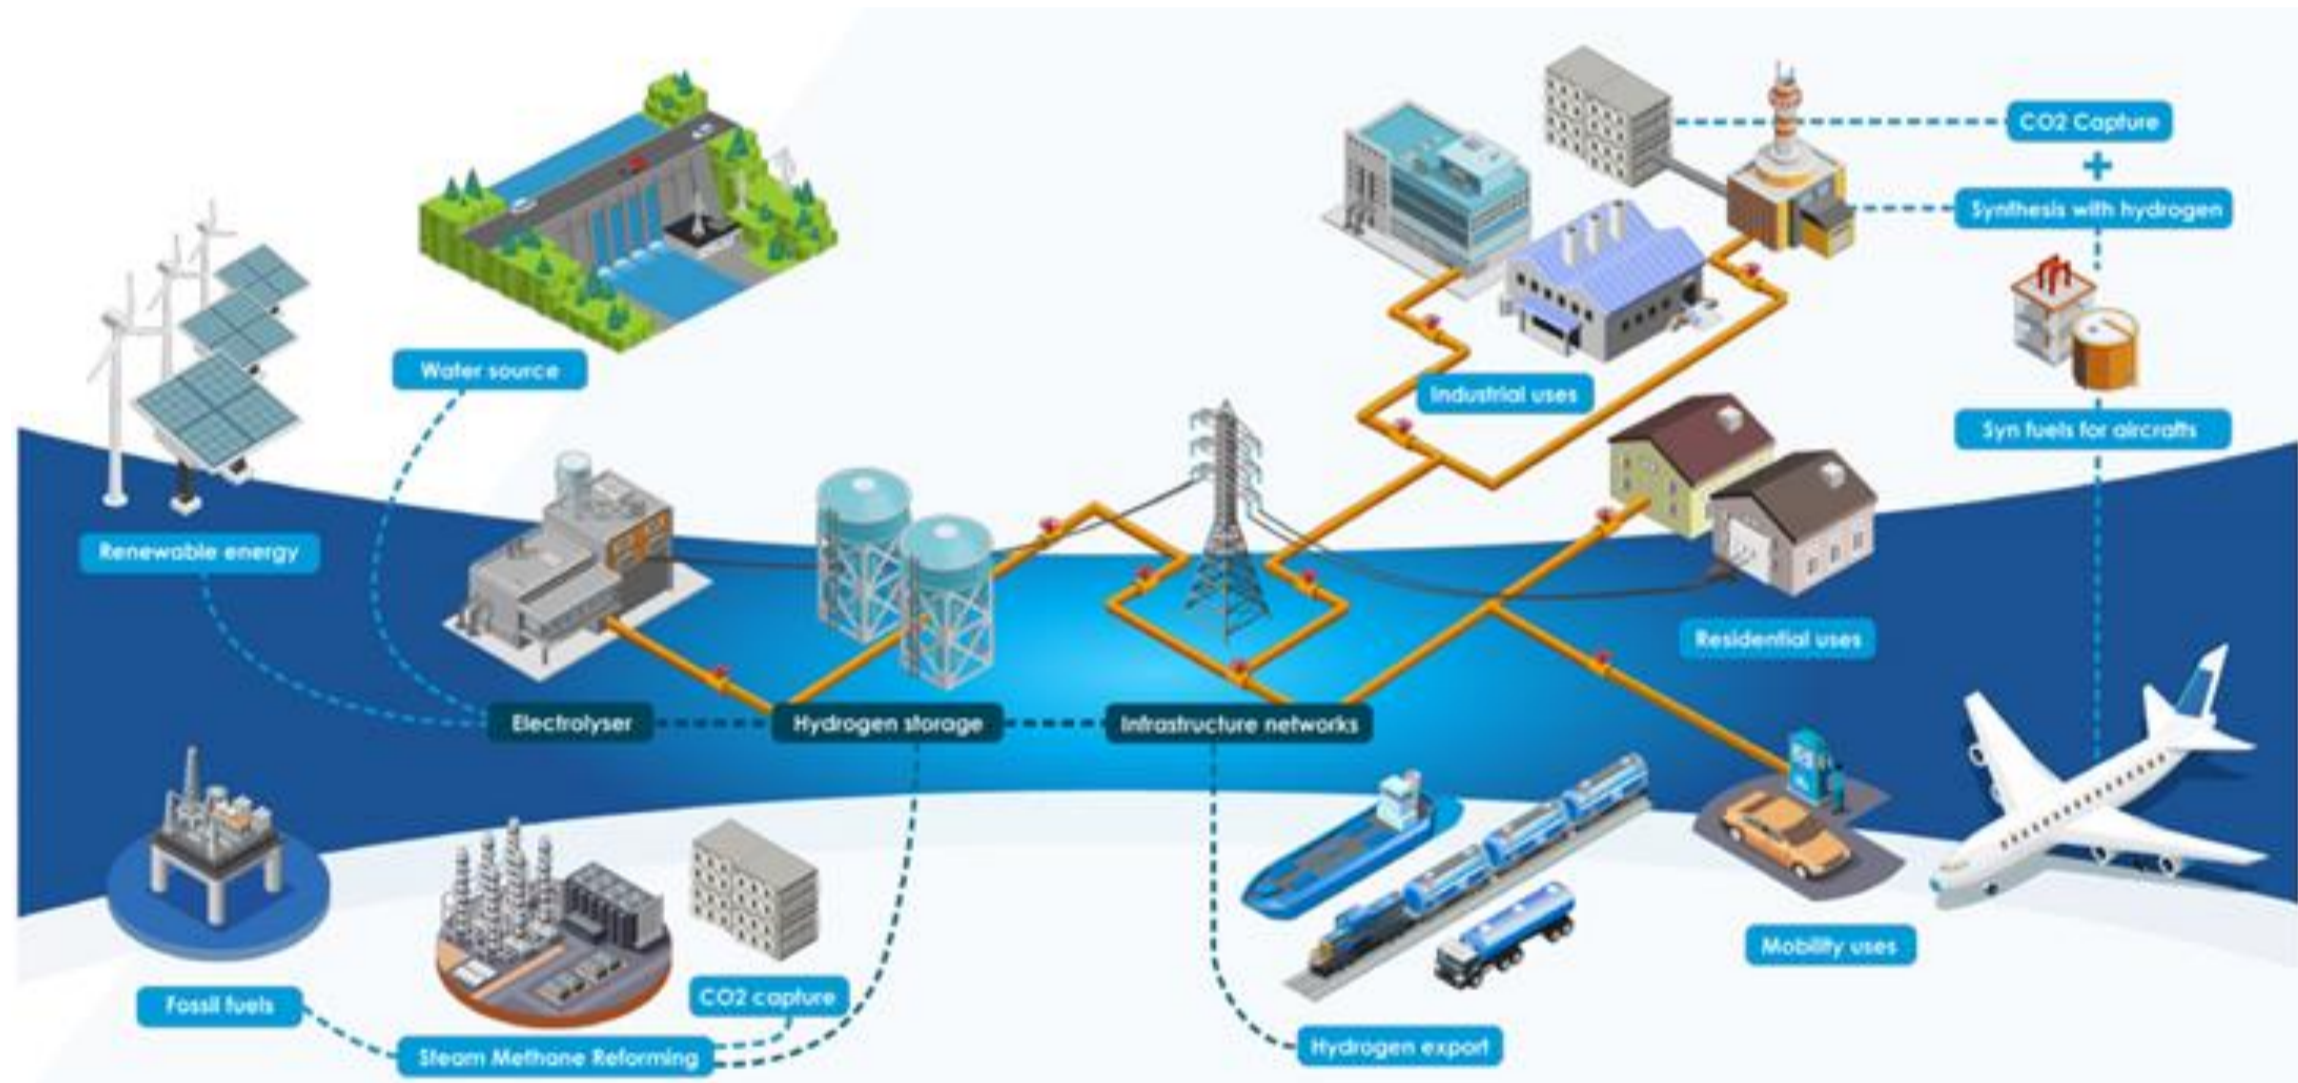 CO2 Capture
+
Synthesis with hydrogen
Water source
Industrial uses
Syn fuels for aircrafts
Renewable energy
Residential uses
Electrolyser
Hydrogen storage
Infrastructure networks
Mobility uses
CO2 capture
Fossil fuels
Steam Methane Reforming
Hydrogen export